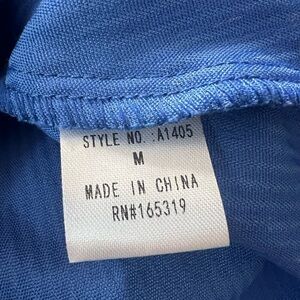 STYLE NO. :A1405
M
MADE IN CHINA
RN#165319